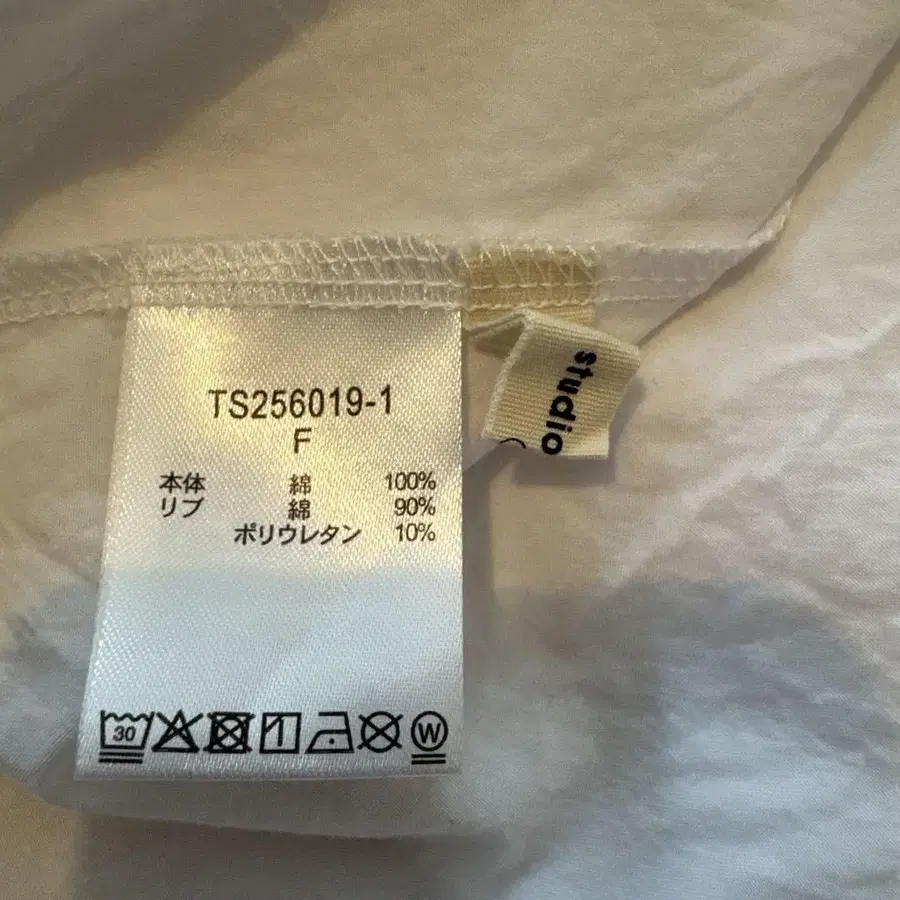 TS256019-1
F
本体 綿 100%
リブ 綿 90%
ポリウレタン 10%
30
W
studio